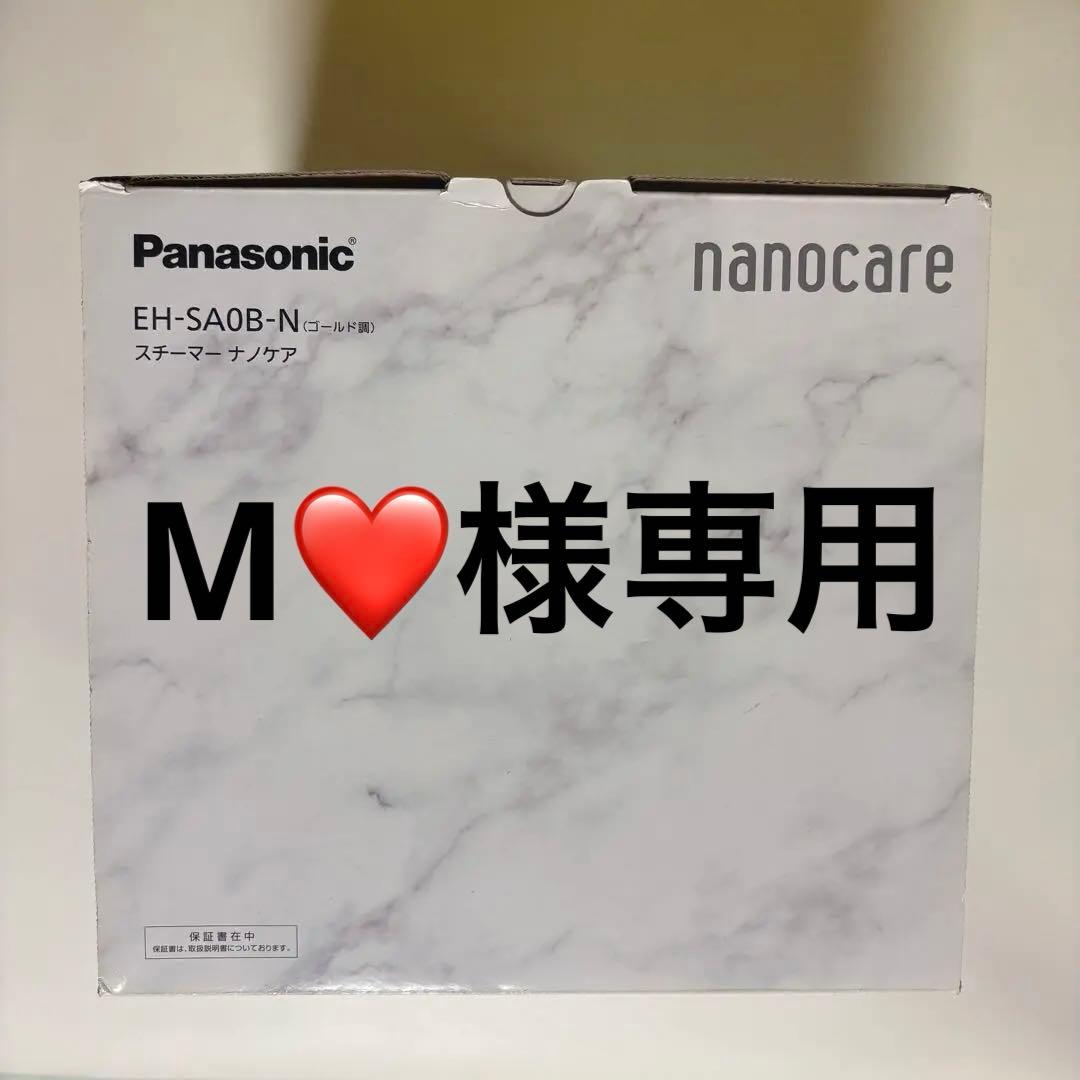 Panasonic®
nanocare
EH-SA0B-N(ゴールド調)
スチーマー ナノケア
M❤️様専用
保証書在中
保証書は、取扱説明書についております。